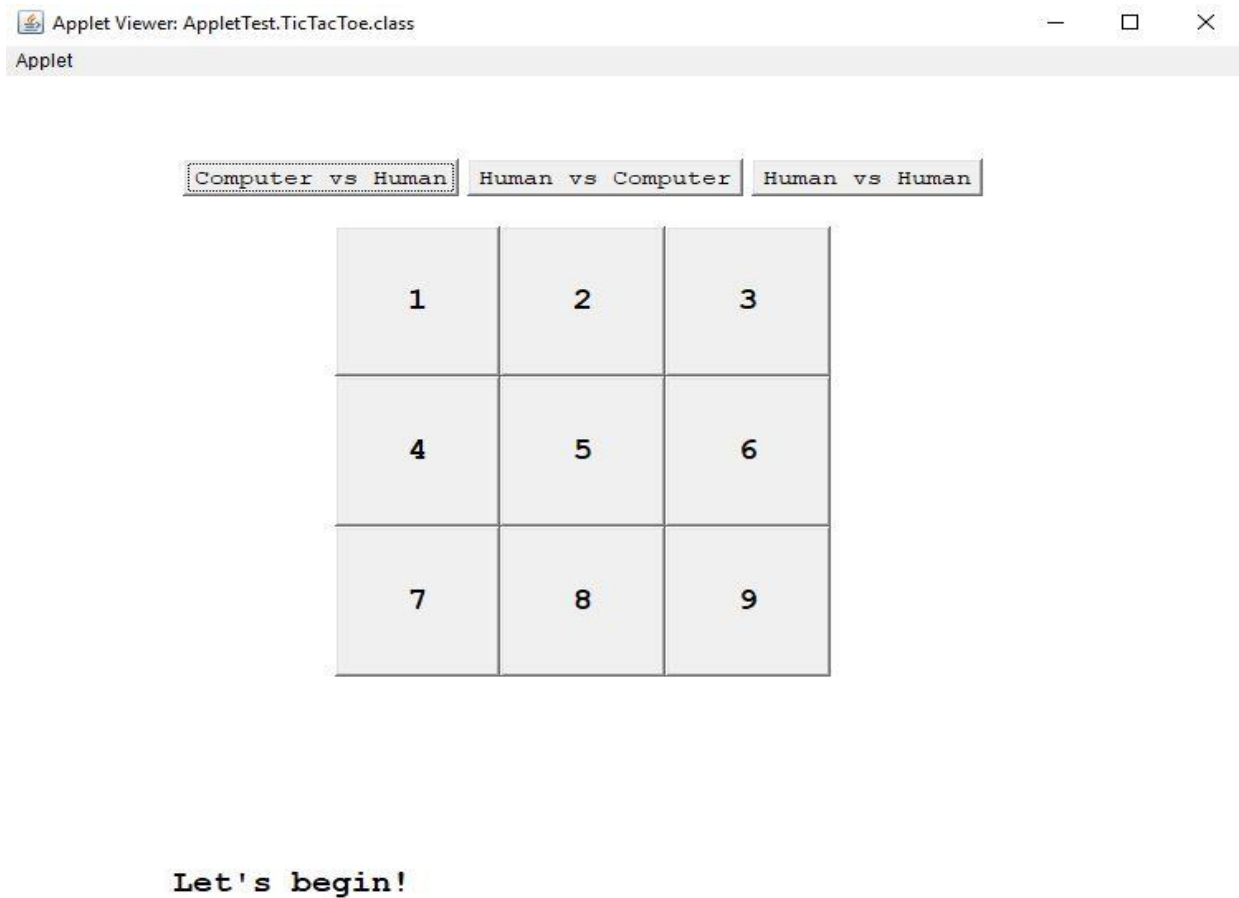 Applet Viewer: AppletTest.TicTacToe.class
Applet
Computer vs Human Human vs Computer Human vs Human
1 2 3
4 5 6
7 8 9
Let's begin!